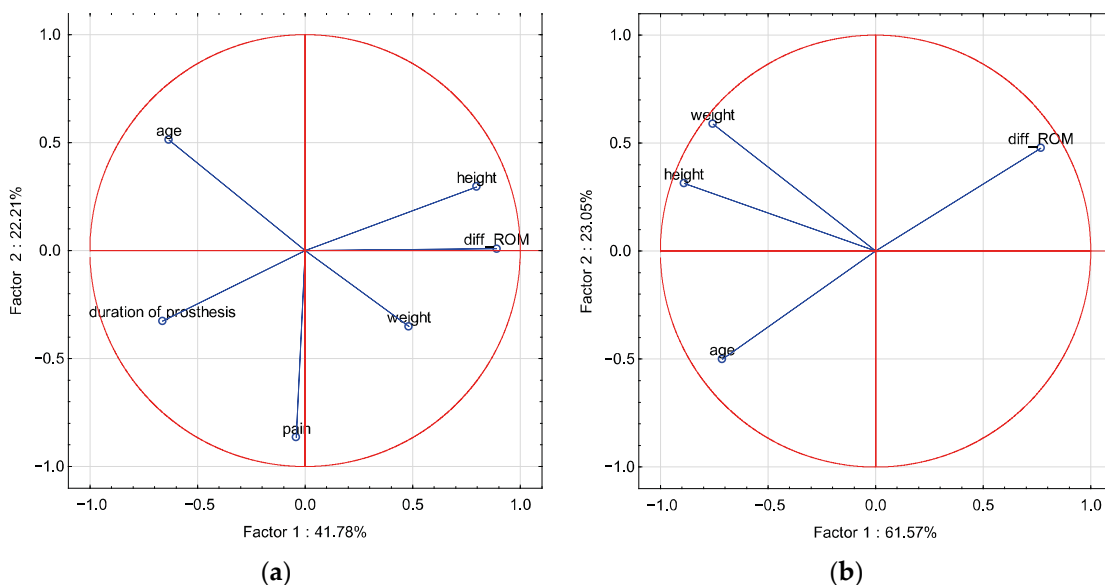 1.0
0.5
0.0
−0.5
−1.0
Factor 2 : 22.21%
age
height
diff_ROM
duration of prosthesis
weight
pain
−1.0
−0.5
0.0
0.5
1.0
Factor 1 : 41.78%
(a)
1.0
0.5
0.0
−0.5
−1.0
Factor 2 : 23.05%
weight
diff_ROM
height
age
−1.0
−0.5
0.0
0.5
1.0
Factor 1 : 61.57%
(b)